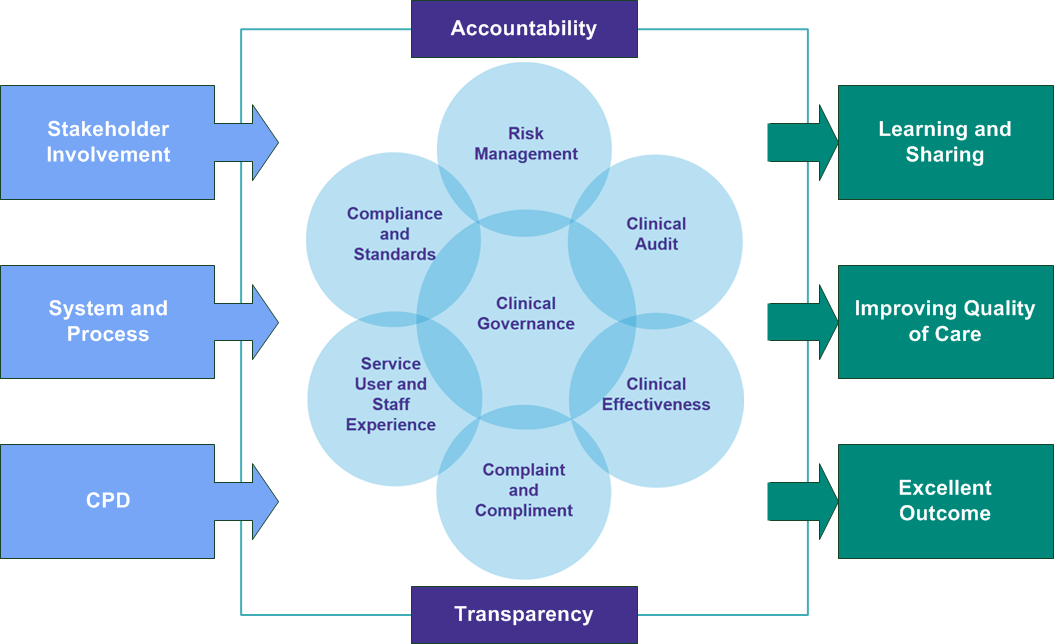 Accountability
Stakeholder
Involvement
System and
Process
CPD
Risk
Management
Compliance
and
Standards
Clinical
Audit
Clinical
Governance
Service
User and
Staff
Experience
Clinical
Effectiveness
Complaint
and
Compliment
Learning and
Sharing
Improving Quality
of Care
Excellent
Outcome
Transparency